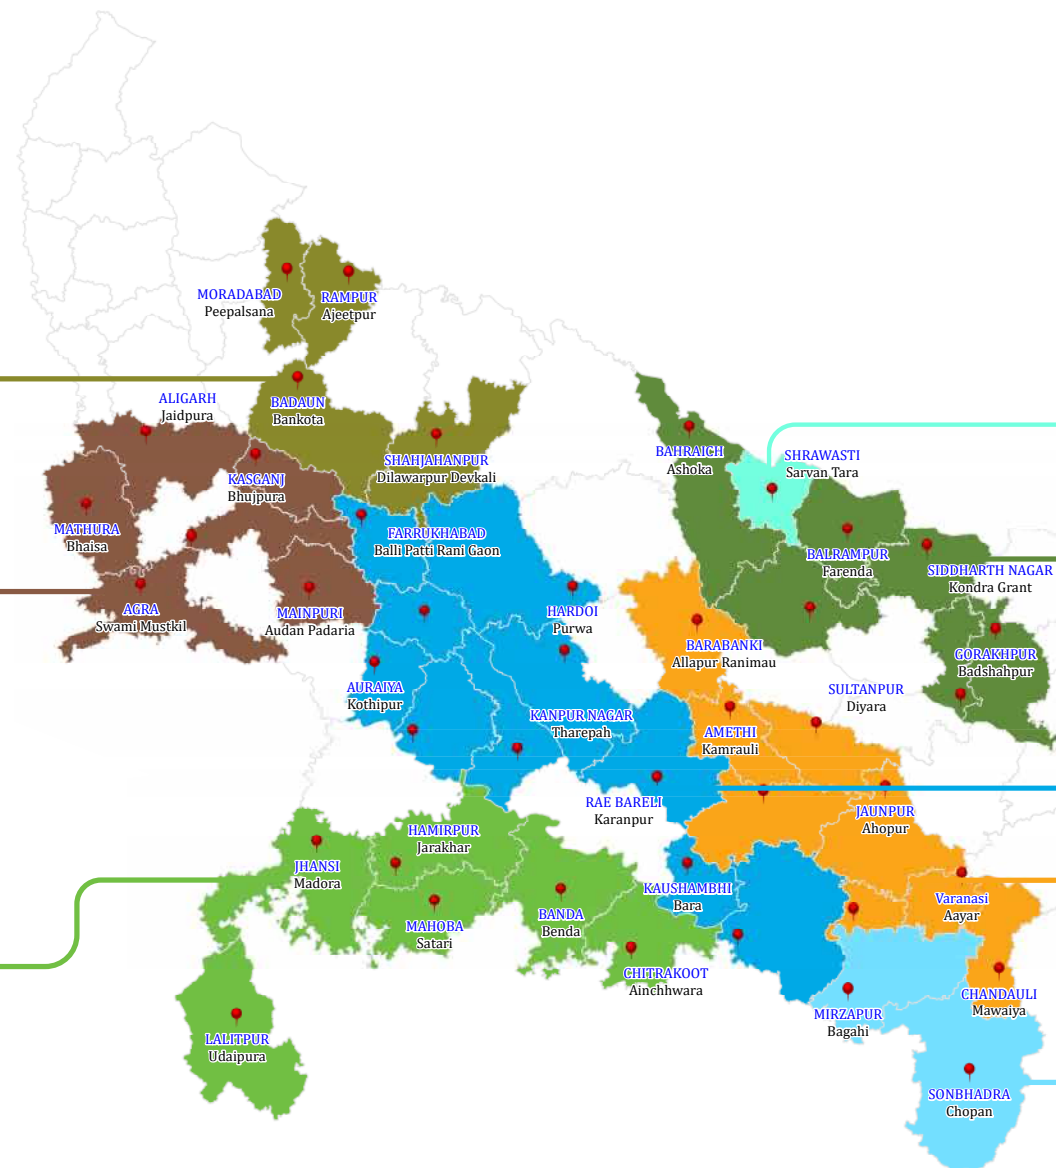 MORADABAD
Peepalsana
RAMPUR
Ajeetpur
BADAUN
Bankota
ALIGARH
Jaidpura
SHAHJAHANPUR
Dilawarpur Devkali
KASGANJ
Bhujpura
BAHRAICH
Ashoka
SHRAWASTI
Sarvan Tara
MATHURA
Bhaisa
FARRUKHABAD
Balli Patti Rani Gaon
BALRAMPUR
Farenda
SIDDHARTH NAGAR
Kondra Grant
AGRA
Swami Mustkil
MAINPURI
Audan Padaria
HARDOI
Purwa
BARABANKI
Allapur Ranimau
GORAKHPUR
Badshahpur
AURAIYA
Kothipur
SULTANPUR
Diyara
KANPUR NAGAR
Tharepah
AMETHI
Kamrauli
RAE BARELI
Karanpur
JAUNPUR
Ahopur
HAMIRPUR
Jarakhar
JHANSI
Madora
KAUSHAMBHI
Bara
Varanasi
Aayar
MAHOBA
Satari
BANDA
Benda
CHITRAKOOT
Ainchhwara
CHANDAULI
Mawaiya
MIRZAPUR
Bagahi
LALITPUR
Udaipura
SONBHADRA
Chopan